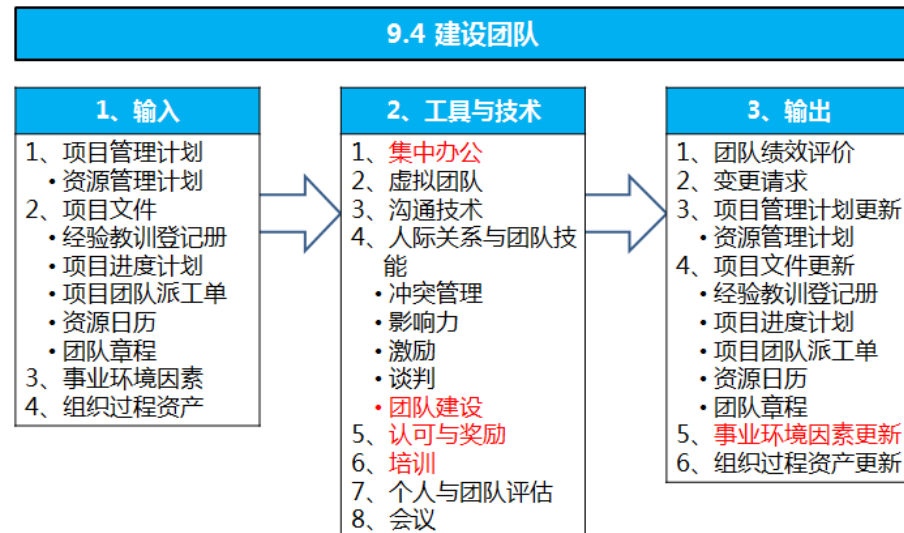 9.4 建设团队
1、输入
1、项目管理计划
•资源管理计划
2、项目文件
•经验教训登记册
•项目进度计划
•项目团队派工单
•资源日历
•团队章程
3、事业环境因素
4、组织过程资产
2、工具与技术
1、集中办公
2、虚拟团队
3、沟通技术
4、人际关系与团队技
能
•冲突管理
•影响力
•激励
•谈判
•团队建设
5、认可与奖励
6、培训
7、个人与团队评估
8、会议
3、输出
1、团队绩效评价
2、变更请求
3、项目管理计划更新
•资源管理计划
4、项目文件更新
•经验教训登记册
•项目进度计划
•项目团队派工单
•资源日历
•团队章程
5、事业环境因素更新
6、组织过程资产更新